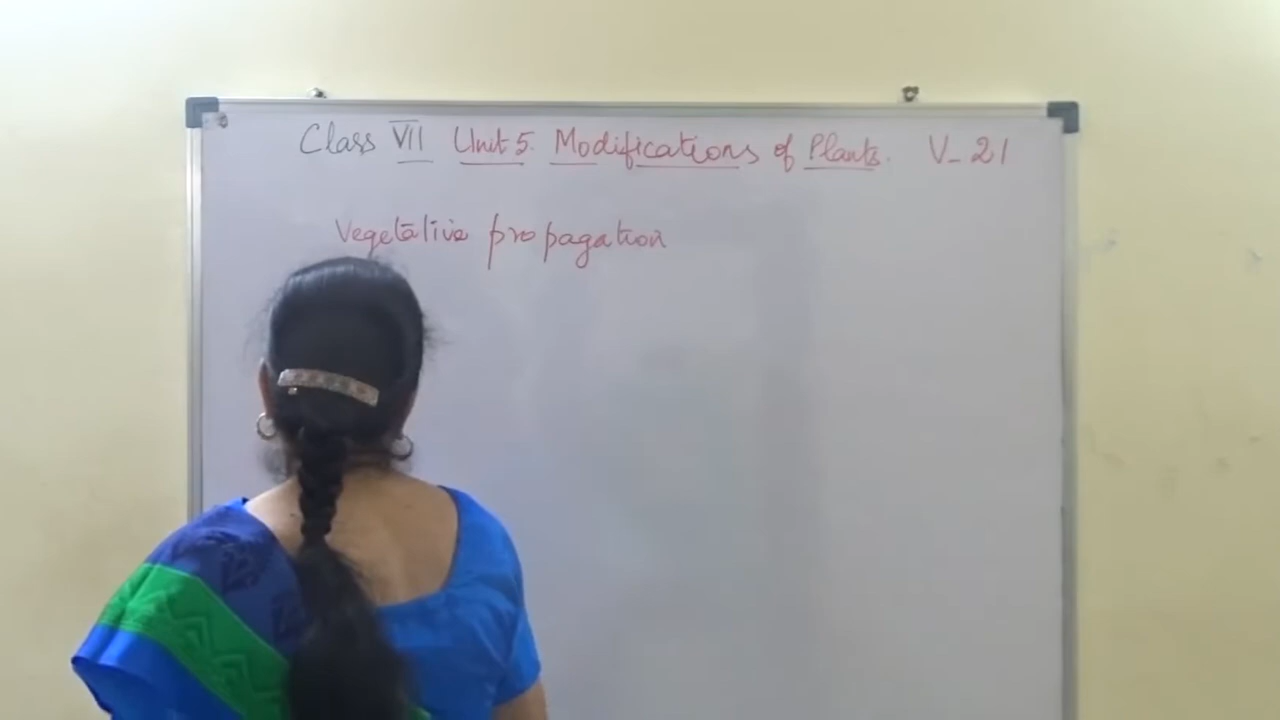 Class VII Unit 5. Modifications of Plants. V-21
Vegetative propagation